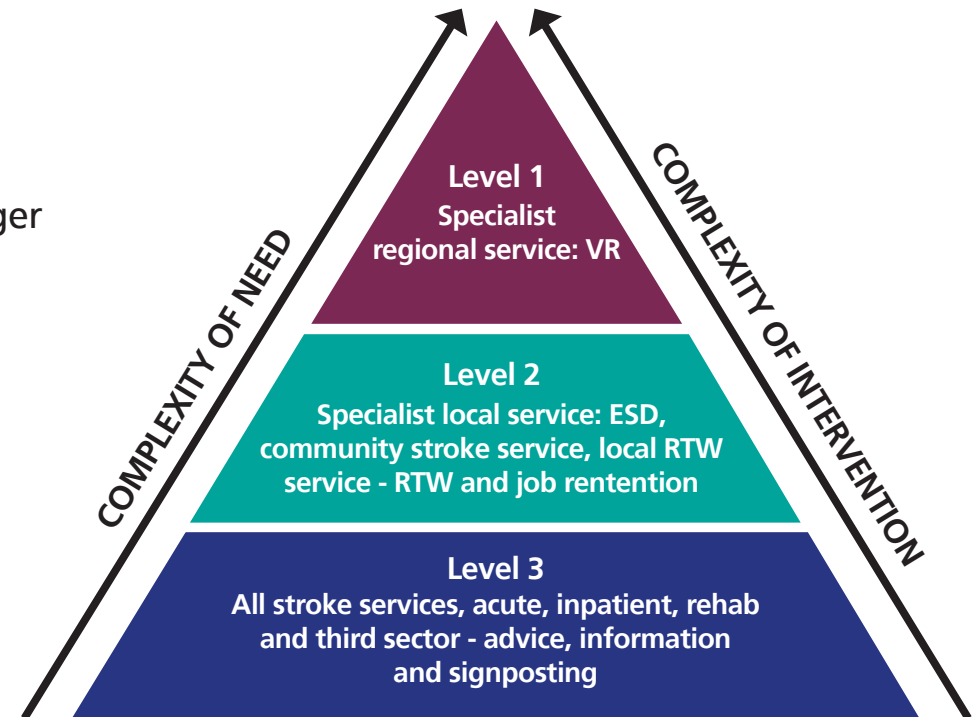 ger
COMPLEXITY OF NEED
COMPLEXITY OF INTERVENTION
Level 1
Specialist
regional service: VR
Level 2
Specialist local service: ESD,
community stroke service, local RTW
service - RTW and job rentention
Level 3
All stroke services, acute, inpatient, rehab
and third sector - advice, information
and signposting